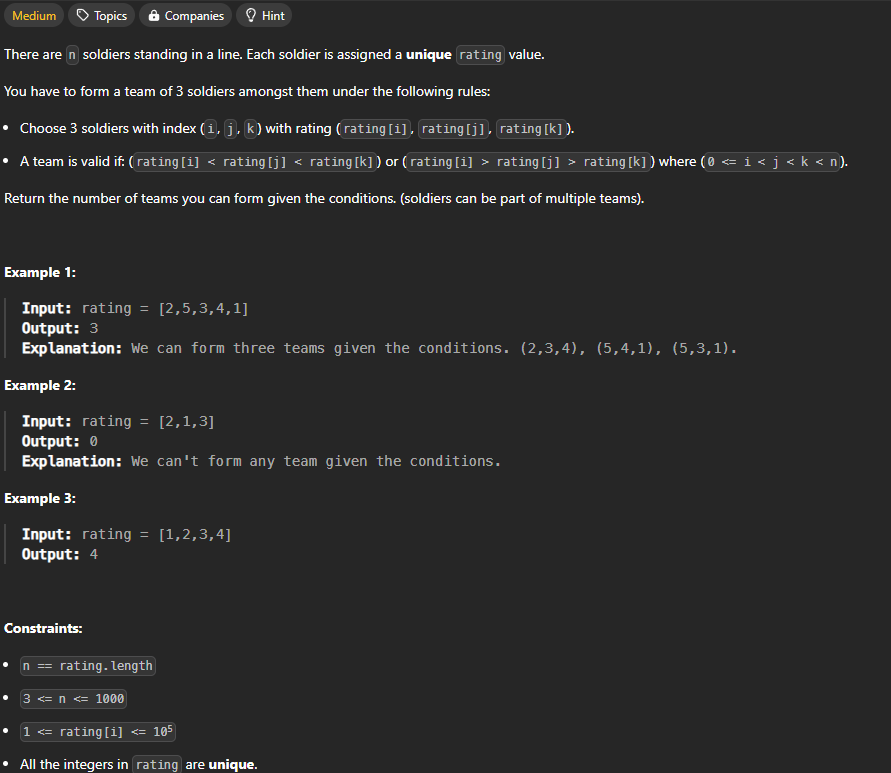 Medium Topics Companies Hint
There are n soldiers standing in a line. Each soldier is assigned a unique rating value.
You have to form a team of 3 soldiers amongst them under the following rules:
• Choose 3 soldiers with index (i, j, k) with rating (rating[i], rating[j], rating[k]).
• A team is valid if: (rating[i] < rating[j] < rating[k]) or (rating[i] > rating[j] > rating[k]) where (0 <= i < j < k < n).
Return the number of teams you can form given the conditions. (soldiers can be part of multiple teams).
Example 1:
Input: rating = [2,5,3,4,1]
Output: 3
Explanation: We can form three teams given the conditions. (2,3,4), (5,4,1), (5,3,1).
Example 2:
Input: rating = [2,1,3]
Output: 0
Explanation: We can't form any team given the conditions.
Example 3:
Input: rating = [1,2,3,4]
Output: 4
Constraints:
• n == rating.length
• 3 <= n <= 1000
• 1 <= rating[i] <= 10⁵
• All the integers in rating are unique.